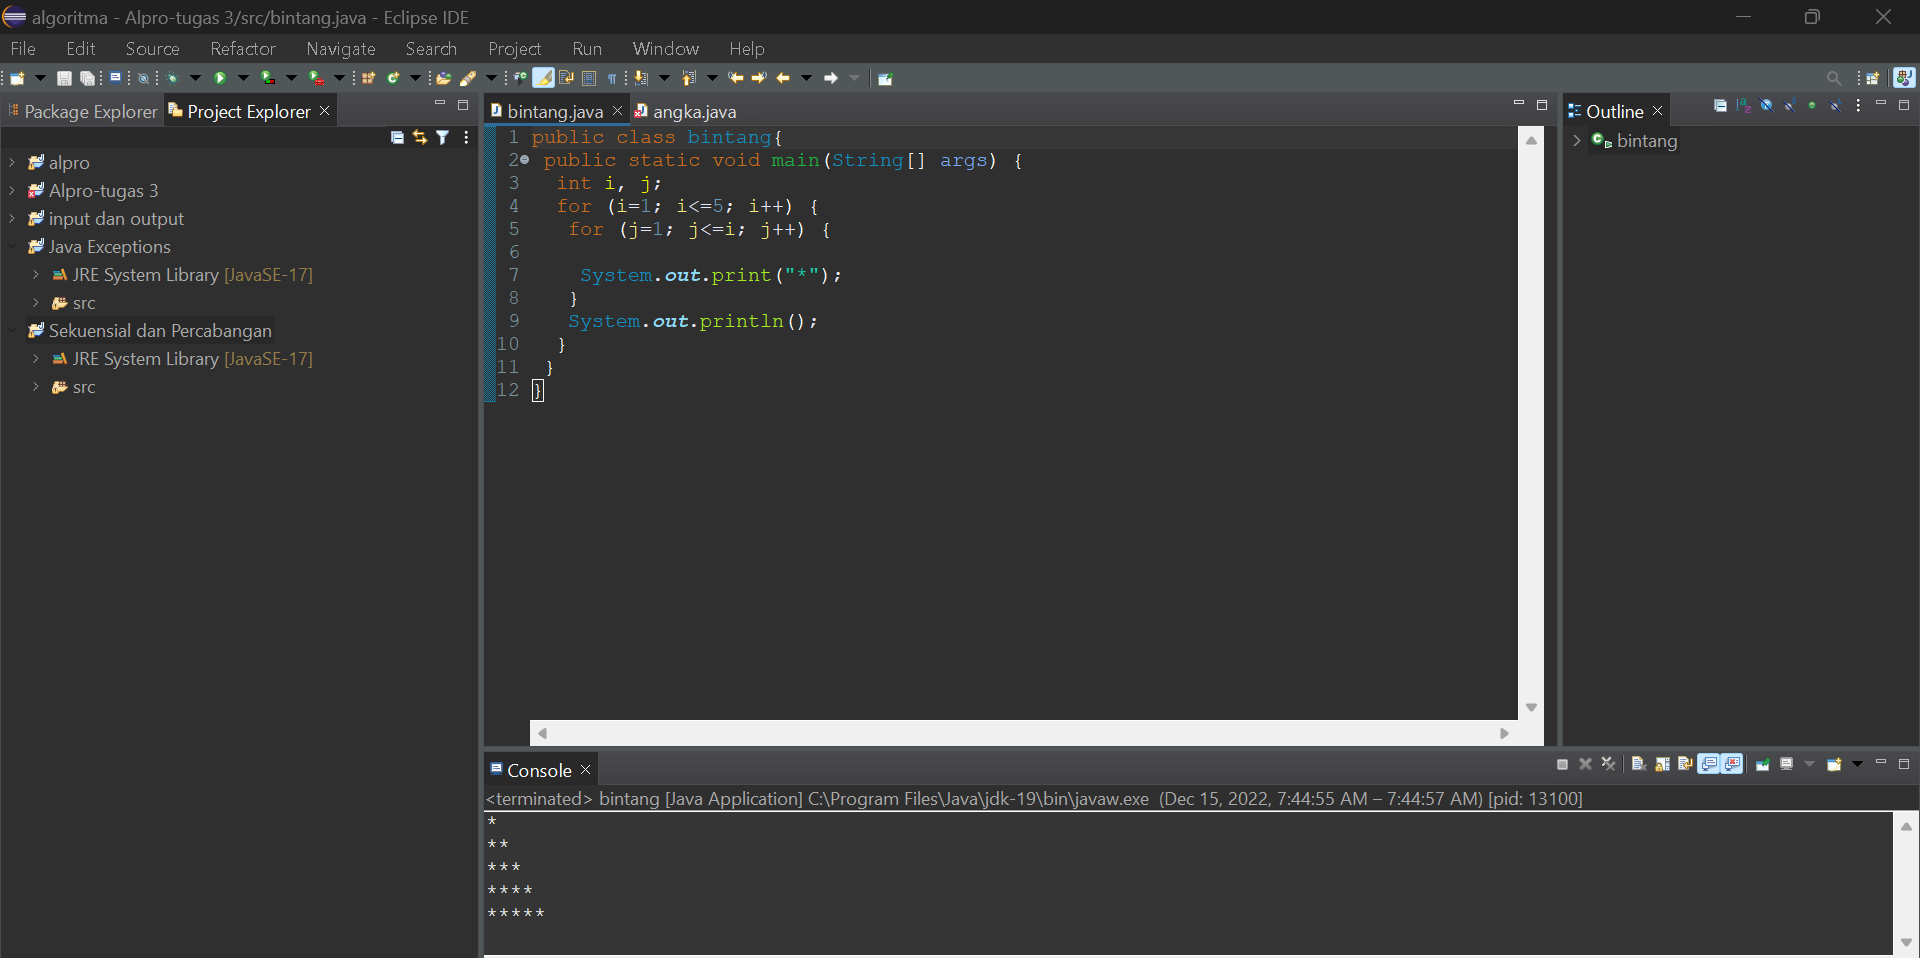 algoritma - Alpro-tugas 3/src/bintang.java - Eclipse IDE
File Edit Source Refactor Navigate Search Project Run Window Help
Package Explorer Project Explorer
alpro
Alpro-tugas 3
input dan output
Java Exceptions
JRE System Library [JavaSE-17]
src
Sekuensial dan Percabangan
JRE System Library [JavaSE-17]
src
bintang.java angka.java
1 public class bintang{
2 public static void main(String[] args) {
3 int i, j;
4 for (i=1; i<=5; i++) {
5 for (j=1; j<=i; j++) {
6
7 System.out.print("*");
8 }
9 System.out.println();
10 }
11 }
12 }
Outline
bintang
Console
<terminated> bintang [Java Application] C:\Program Files\Java\jdk-19\bin\javaw.exe (Dec 15, 2022, 7:44:55 AM – 7:44:57 AM) [pid: 13100]
*
**
***
****
*****